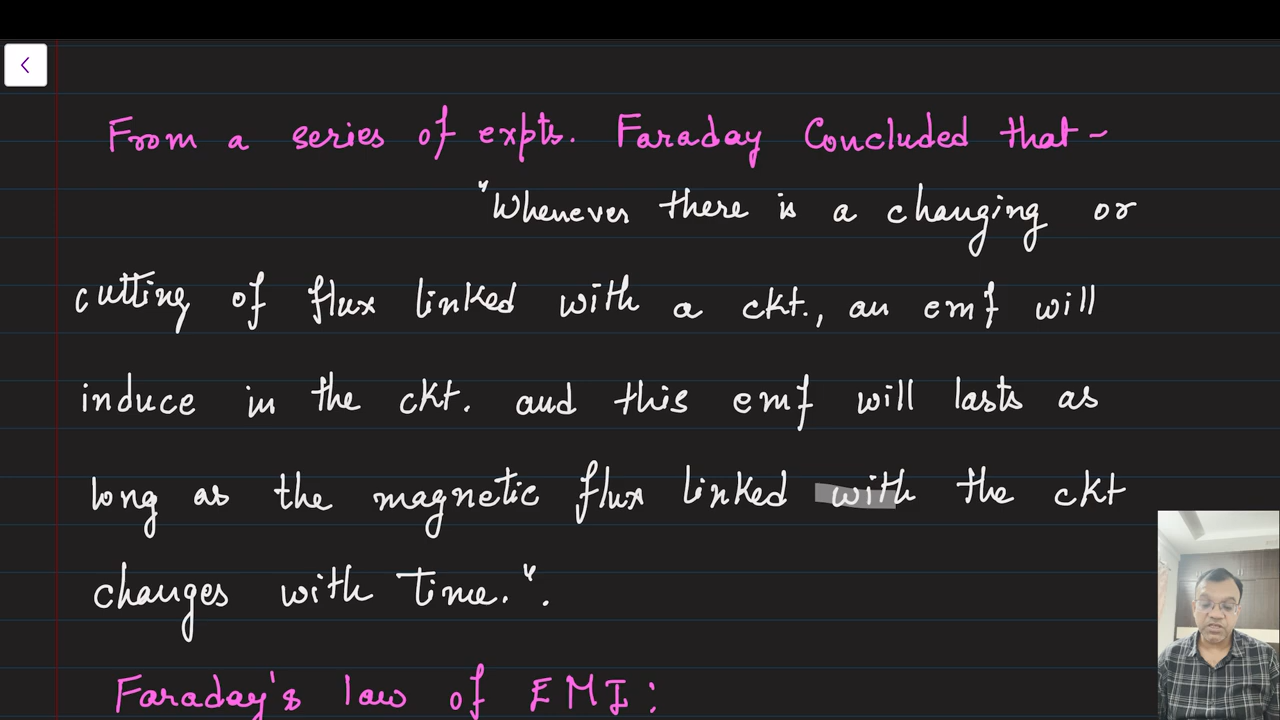 From a series of expts. Faraday Concluded that -
"Whenever there is a changing or
cutting of flux linked with a ckt., an emf will
induce in the ckt. and this emf will lasts as
long as the magnetic flux linked with the ckt
changes with Time.".
Faraday's law of EMI: